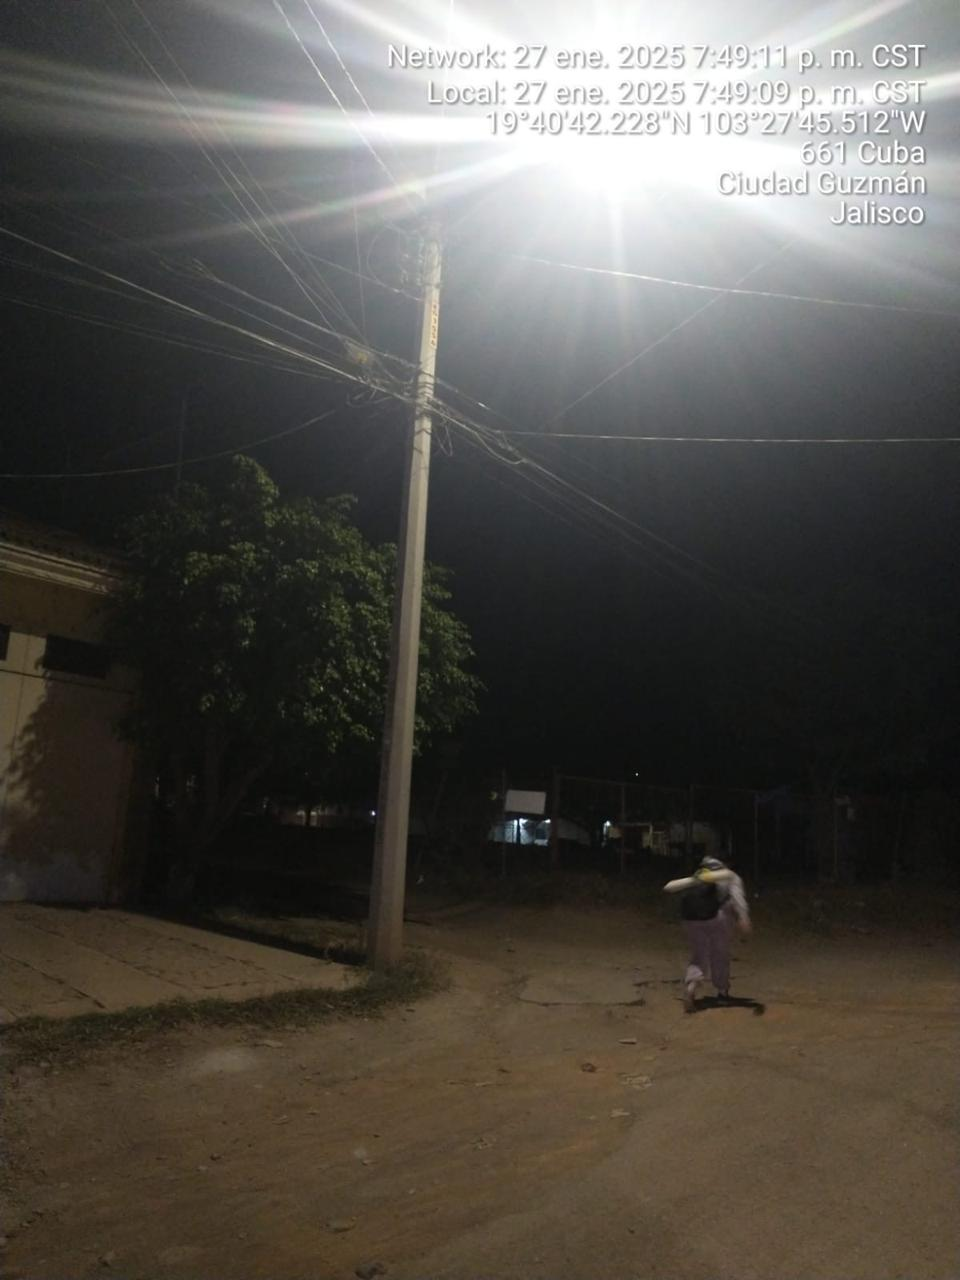 Network: 27 ene. 2025 7:49:11 p. m. CST
Local: 27 ene. 2025 7:49:09 p. m. CST
19°40'42.228"N 103°27'45.512"W
661 Cuba
Ciudad Guzmán
Jalisco